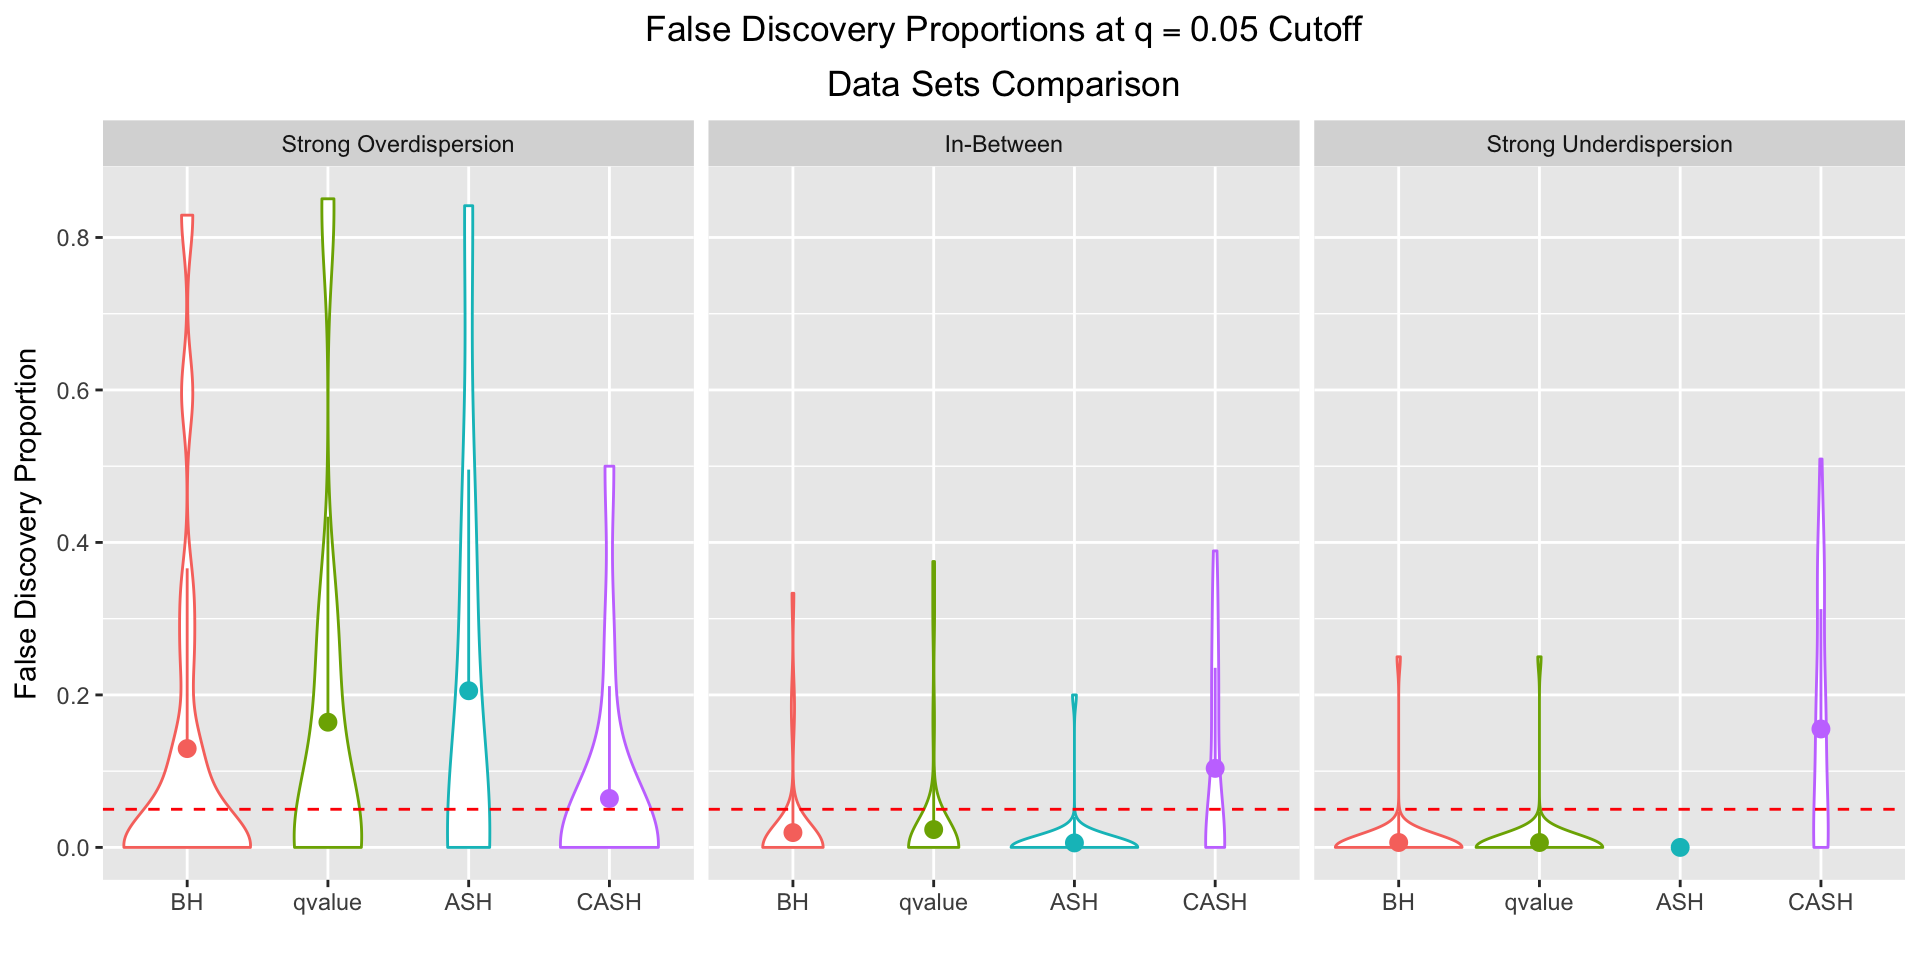 False Discovery Proportions at q = 0.05 Cutoff
Data Sets Comparison
Strong Overdispersion
In-Between
Strong Underdispersion
False Discovery Proportion
0.8
0.6
0.4
0.2
0.0
BH qvalue ASH CASH
BH qvalue ASH CASH
BH qvalue ASH CASH